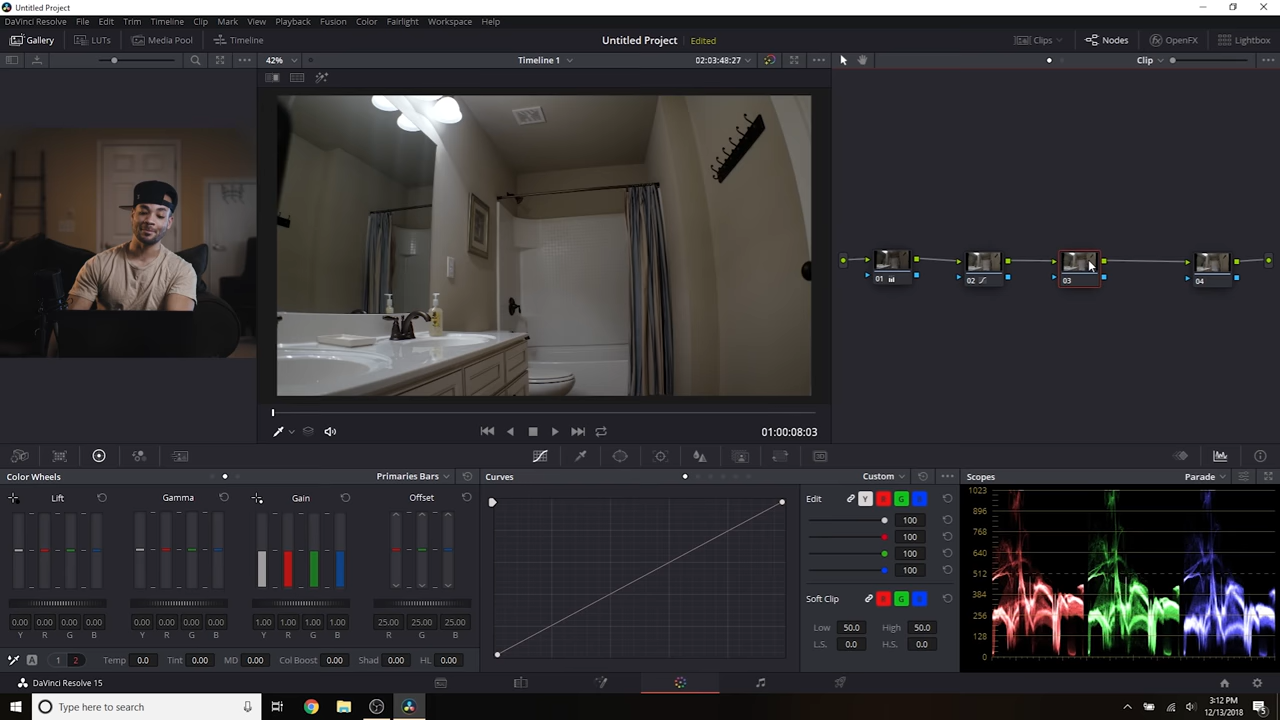 Untitled Project
DaVinci Resolve File Edit Trim Timeline Clip Mark View Playback Fusion Color Fairlight Workspace Help
Gallery LUTs Media Pool Timeline Untitled Project Edited Clips Nodes OpenFX Lightbox
42% Timeline 1 02:03:48:27 Clip
01 02 03 04
01:00:08:03
Color Wheels Primaries Bars Curves Custom Scopes Parade
Lift Gamma Gain Offset Edit Y R G B
1023
896
768
640
512
384
256
128
0
100
100
100
100
Soft Clip R G B
0.00 0.00 0.00 0.00 0.00 0.00 0.00 0.00 1.00 1.00 1.00 1.00 25.00 25.00 25.00 Low 50.0 High 50.0
Y R G B Y R G B Y R G B R G B L.S. 0.0 H.S. 0.0
A 1 2 Temp 0.0 Tint 0.00 MD 0.00 Col Boost 0.00 Shad 0.00 HL 0.00
DaVinci Resolve 15
Type here to search 3:12 PM
12/13/2018 5